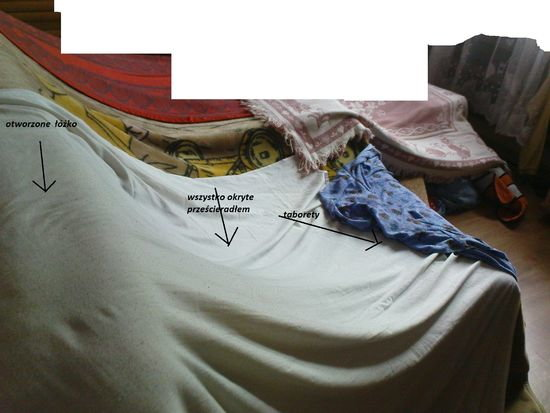 otworzone łóżko
wszystko okryte
prześcieradłem
taborety